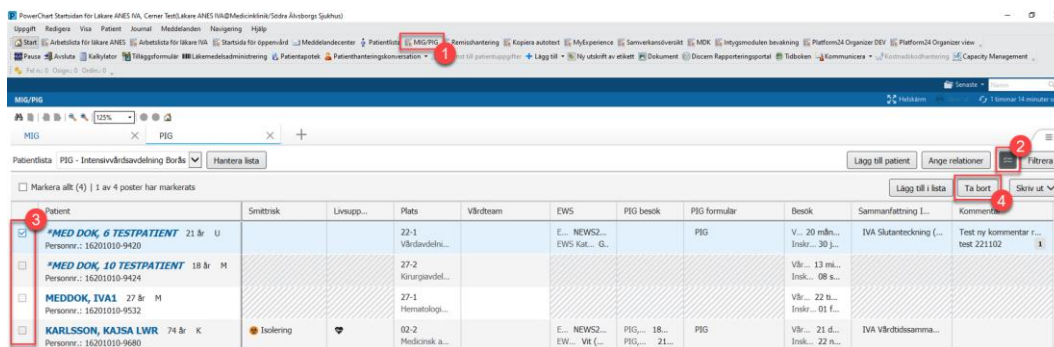 PowerChart Startsidan för Läkare ANES IVA, Cerner Test(Läkare ANES IVA@Medicinklinik/Södra Älvsborgs Sjukhus)
Uppgift Redigera Visa Patient Journal Meddelanden Navigering Hjälp
Start Arbetslista för läkare ANES Arbetslista för läkare IVA Startsida för öppenvård Meddelandecenter Patientlista MIG/PIG Remisshantering Kopiera autotext MyExperience Samverkansöversikt MDK Intygsmodulen bevakning Platform24 Organizer DEV Platform24 Organizer view
1
Pausa Avsluta Kalkylator Tilläggsformulär Läkemedelsadministrering Patientapotek Patienthanteringskonversation till patientuppgifter Lägg till Ny utskrift av etikett Dokument Discern Rapporteringsportal Tidboken Kommunicera Kostnadskodhantering Capacity Management
Senaste
MIG/PIG Helskärm 1 timmar 14 minuter
125%
MIG PIG
2
Patientlista PIG - Intensivvårdsavdelning Borås Hantera lista Lägg till patient Ange relationer Filtrera
Markera allt (4) | 1 av 4 poster har markerats Lägg till i lista Ta bort Skriv ut
3 4
Patient Smittrisk Livsupp... Plats Vårdteam EWS PIG besök PIG formulär Besök Sammanfattning I... Kommentar
*MED DOK, 6 TESTPATIENT 21 år U 22-1 E... NEWS2... PIG V... 20 mån... IVA Slutanteckning (... Test ny kommentar r...
Personnr.: 16201010-9420 Vårdavdelni... EWS Kat... G... Inskr... 30 j... test 221102 1
*MED DOK, 10 TESTPATIENT 18 år M 27-2 Vår... 13 mi...
Personnr.: 16201010-9424 Kirurgiavdel... Insk... 08 s...
MEDDOK, IVA1 27 år M 27-1 Vår... 22 ti...
Personnr.: 16201010-9532 Hematologi... Inskr... 01 f...
KARLSSON, KAJSA LWR 74 år K Isolering 02-2 E... NEWS2... PIG,... 18... PIG Vår... 21 d... IVA Vårdtidssamma...
Personnr.: 16201010-9680 Medicinsk a... EW... Vit (... PIG,... 21... Insk... 22 n...